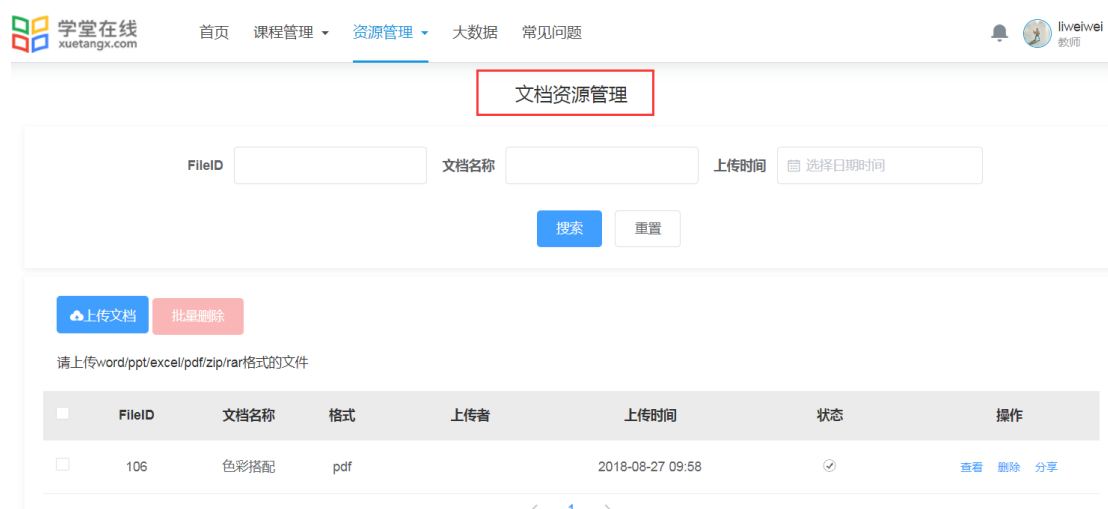 学堂在线
xuetangx.com
首页 课程管理 资源管理 大数据 常见问题
liweiwei
教师
文档资源管理
FileID 文档名称 上传时间 选择日期时间
搜索 重置
上传文档 批量删除
请上传word/ppt/excel/pdf/zip/rar格式的文件
FileID 文档名称 格式 上传者 上传时间 状态 操作
106 色彩搭配 pdf 2018-08-27 09:58 查看 删除 分享
< 1 >